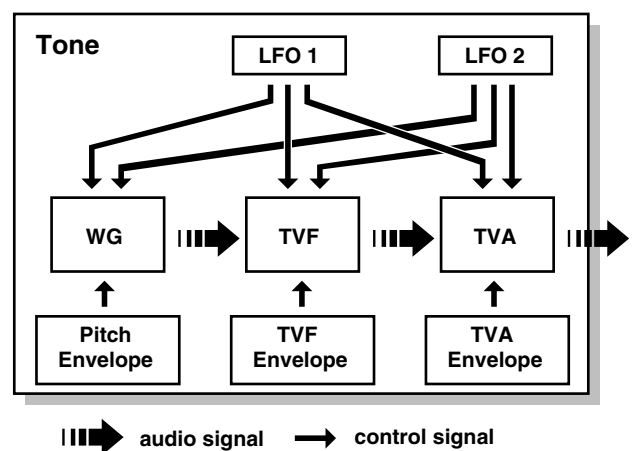 Tone
LFO 1
LFO 2
WG
TVF
TVA
Pitch
Envelope
TVF
Envelope
TVA
Envelope
audio signal
control signal